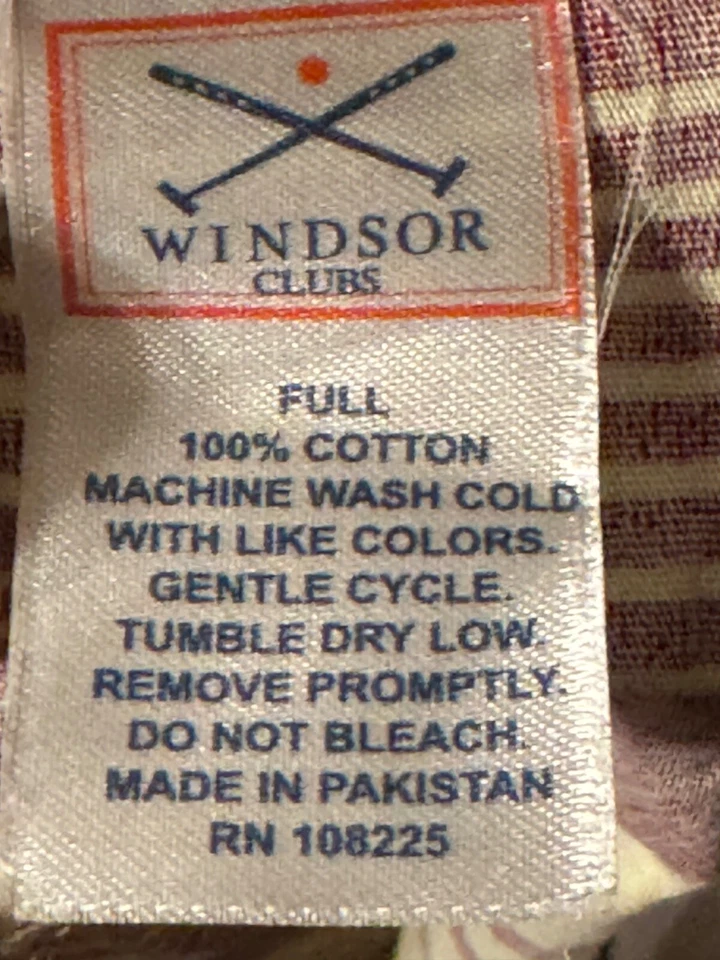 WINDSOR
CLUBS
FULL
100% COTTON
MACHINE WASH COLD
WITH LIKE COLORS.
GENTLE CYCLE.
TUMBLE DRY LOW.
REMOVE PROMPTLY.
DO NOT BLEACH.
MADE IN PAKISTAN
RN 108225